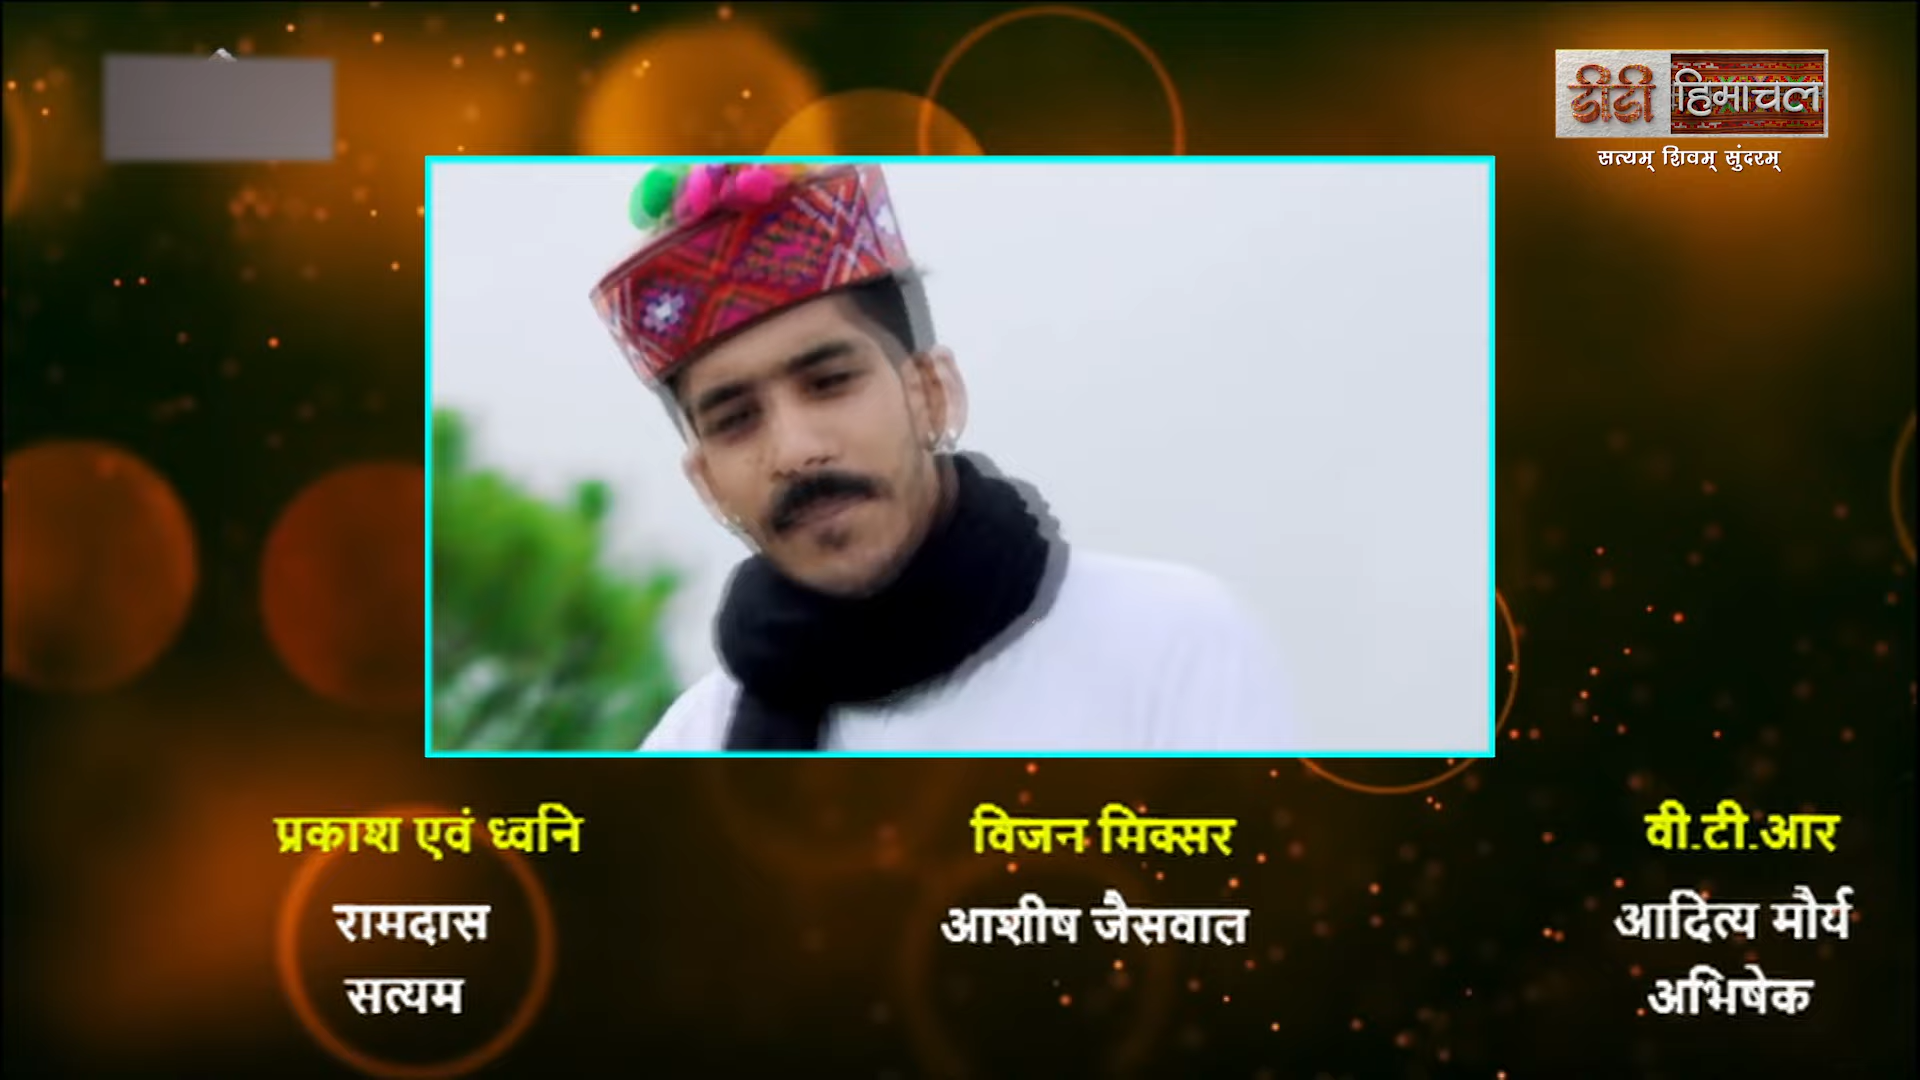 डीडी हिमाचल
सत्यम् शिवम् सुंदरम्
प्रकाश एवं ध्वनि
रामदास
सत्यम
विजन मिक्सर
आशीष जैसवाल
वी.टी.आर
आदित्य मौर्य
अभिषेक